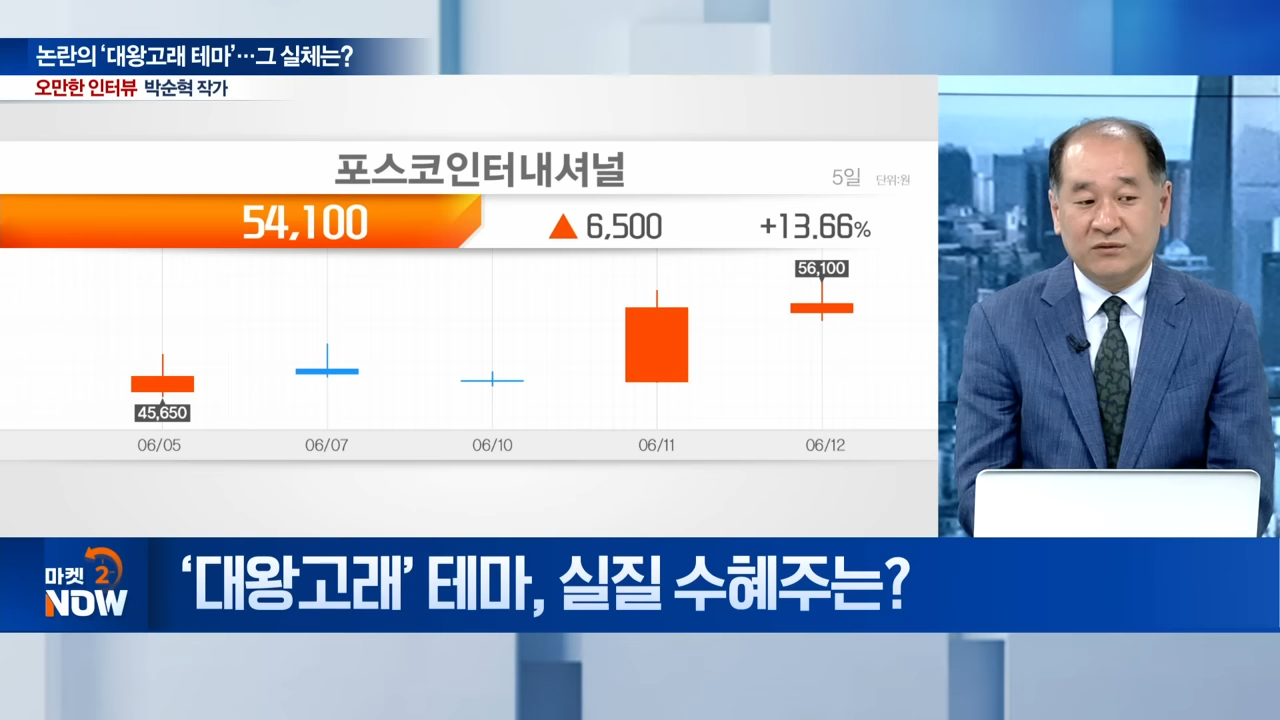 논란의 ‘대왕고래 테마’…그 실체는?
오만한 인터뷰 박순혁 작가
포스코인터내셔널
5일 단위:원
54,100 ▲ 6,500 +13.66%
56,100
45,650
06/05 06/07 06/10 06/11 06/12
마켓 2
NOW
‘대왕고래’ 테마, 실질 수혜주는?